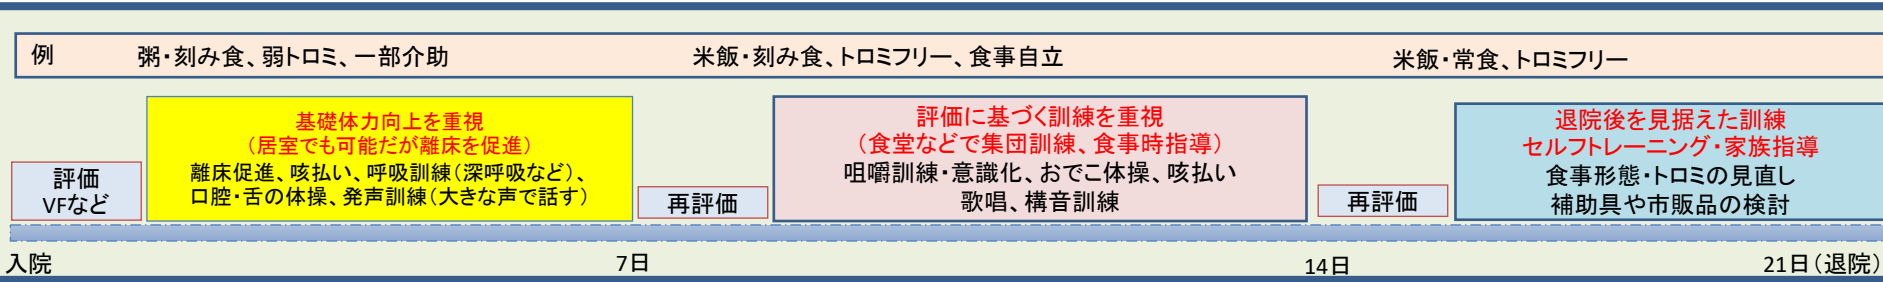 例
粥・刻み食、弱トロミ、一部介助
米飯・刻み食、トロミフリー、食事自立
米飯・常食、トロミフリー
評価
VFなど
基礎体力向上を重視
（居室でも可能だが離床を促進）
離床促進、咳払い、呼吸訓練（深呼吸など）、
口腔・舌の体操、発声訓練（大きな声で話す）
再評価
評価に基づく訓練を重視
（食堂などで集団訓練、食事時指導）
咀嚼訓練・意識化、おでこ体操、咳払い
歌唱、構音訓練
再評価
退院後を見据えた訓練
セルフトレーニング・家族指導
食事形態・トロミの見直し
補助具や市販品の検討
入院
7日
14日
21日（退院）